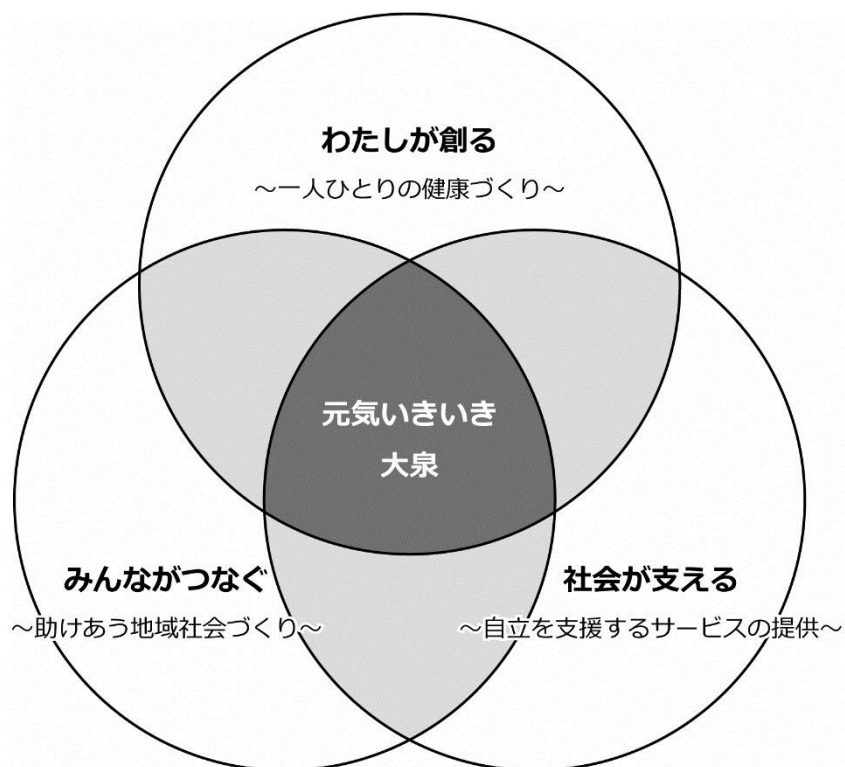 わたしが創る
～一人ひとりの健康づくり～
元気いきいき
大泉
みんながつなぐ
～助けあう地域社会づくり～
社会が支える
～自立を支援するサービスの提供～